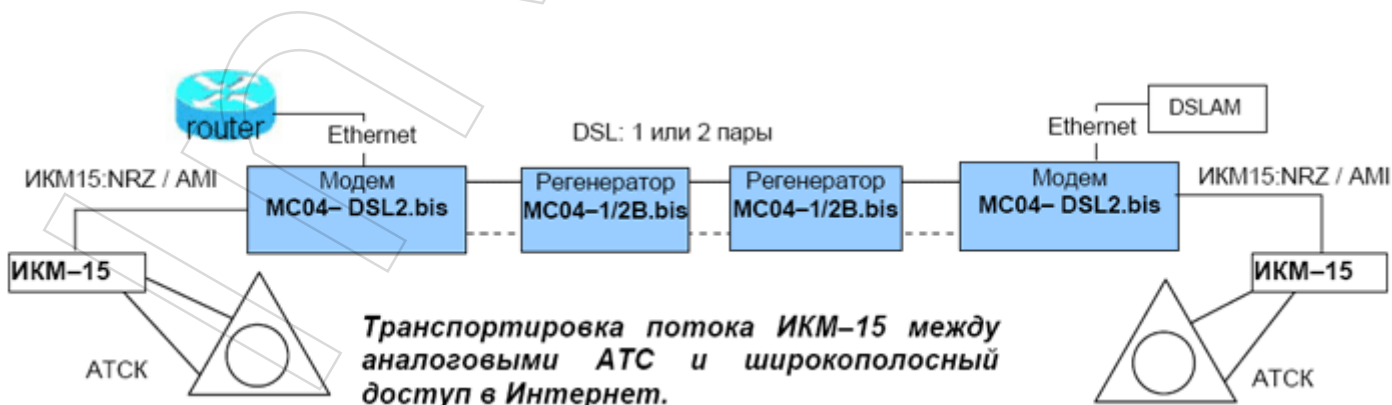 DSLAM
router
Ethernet
DSL: 1 или 2 пары
Ethernet
ИКМ15:NRZ / AMI
Модем
MC04– DSL2.bis
Регенератор
MC04–1/2B.bis
Регенератор
MC04–1/2B.bis
Модем
MC04– DSL2.bis
ИКМ15:NRZ / AMI
ИКМ–15
ИКМ–15
Транспортировка потока ИКМ–15 между
аналоговыми АТС и широкополосный
доступ в Интернет.
АТСК
АТСК